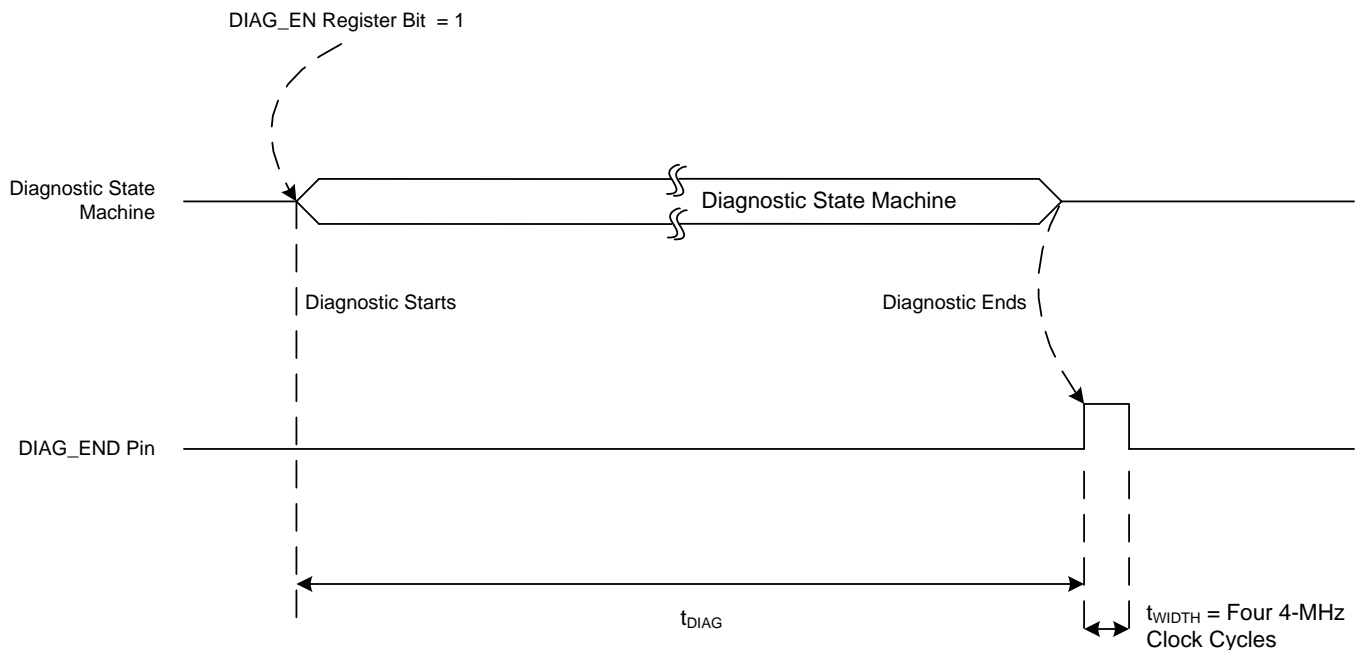 DIAG_EN Register Bit = 1
Diagnostic State
Machine
Diagnostic State Machine
Diagnostic Starts
Diagnostic Ends
DIAG_END Pin
tDIAG
tWIDTH = Four 4-MHz
Clock Cycles